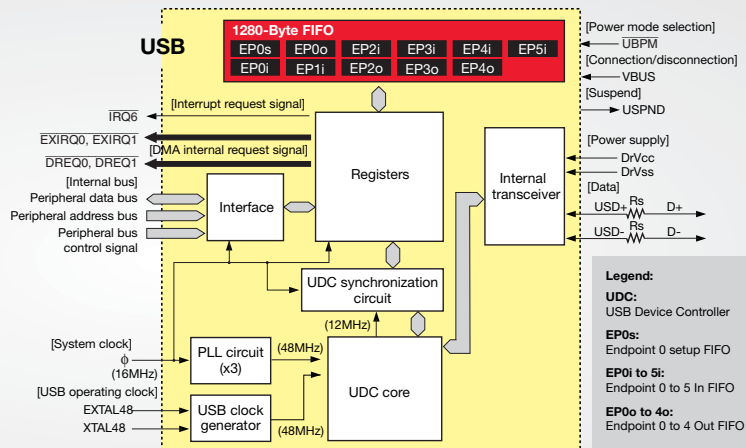 USB
1280-Byte FIFO
EP0s EP0o EP2i EP3i EP4i EP5i
EP0i EP1i EP2o EP3o EP4o
[Power mode selection]
UBPM
[Connection/disconnection]
VBUS
[Suspend]
USPND
[Interrupt request signal]
IRQ6
EXIRQ0, EXIRQ1
[DMA internal request signal]
DREQ0, DREQ1
[Internal bus]
Peripheral data bus
Peripheral address bus
Peripheral bus
control signal
Interface
Registers
Internal
transceiver
[Power supply]
DrVcc
DrVss
[Data]
USD+ Rs D+
USD- Rs D-
UDC synchronization
circuit
(12MHz)
[System clock]
ϕ
(16MHz)
PLL circuit
(x3)
(48MHz)
UDC core
[USB operating clock]
EXTAL48
XTAL48
USB clock
generator
(48MHz)
Legend:
UDC:
USB Device Controller
EP0s:
Endpoint 0 setup FIFO
EP0i to 5i:
Endpoint 0 to 5 In FIFO
EP0o to 4o:
Endpoint 0 to 4 Out FIFO